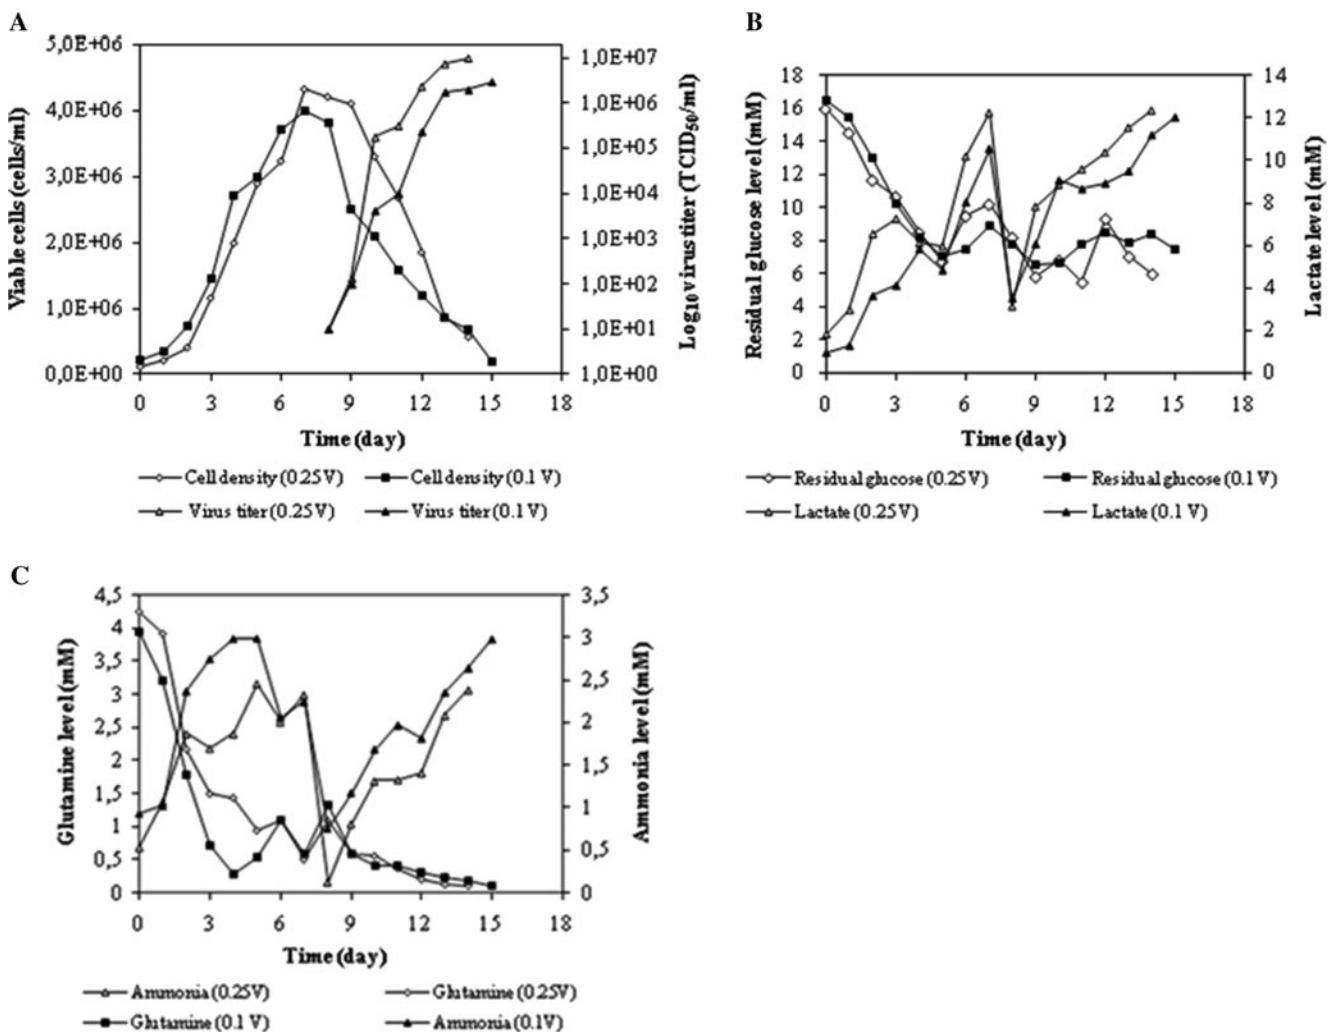 A
5,0E+06
4,0E+06
3,0E+06
2,0E+06
1,0E+06
0,0E+00
Viable cells (cells/ml)
1,0E+07
1,0E+06
1,0E+05
1,0E+04
1,0E+03
1,0E+02
1,0E+01
1,0E+00
Log10 virus titer (TCID50/ml)
0 3 6 9 12 15 18
Time (day)
Cell density (0.25 V) Cell density (0.1 V)
Virus titer (0.25 V) Virus titer (0.1 V)
B
18
16
14
12
10
8
6
4
2
0
Residual glucose level (mM)
14
12
10
8
6
4
2
0
Lactate level (mM)
0 3 6 9 12 15 18
Time (day)
Residual glucose (0.25 V) Residual glucose (0.1 V)
Lactate (0.25 V) Lactate (0.1 V)
C
4,5
4
3,5
3
2,5
2
1,5
1
0,5
0
Glutamine level (mM)
3,5
3
2,5
2
1,5
1
0,5
0
Ammonia level (mM)
0 3 6 9 12 15 18
Time (day)
Ammonia (0.25V) Glutamine (0.25V)
Glutamine (0.1 V) Ammonia (0.1V)